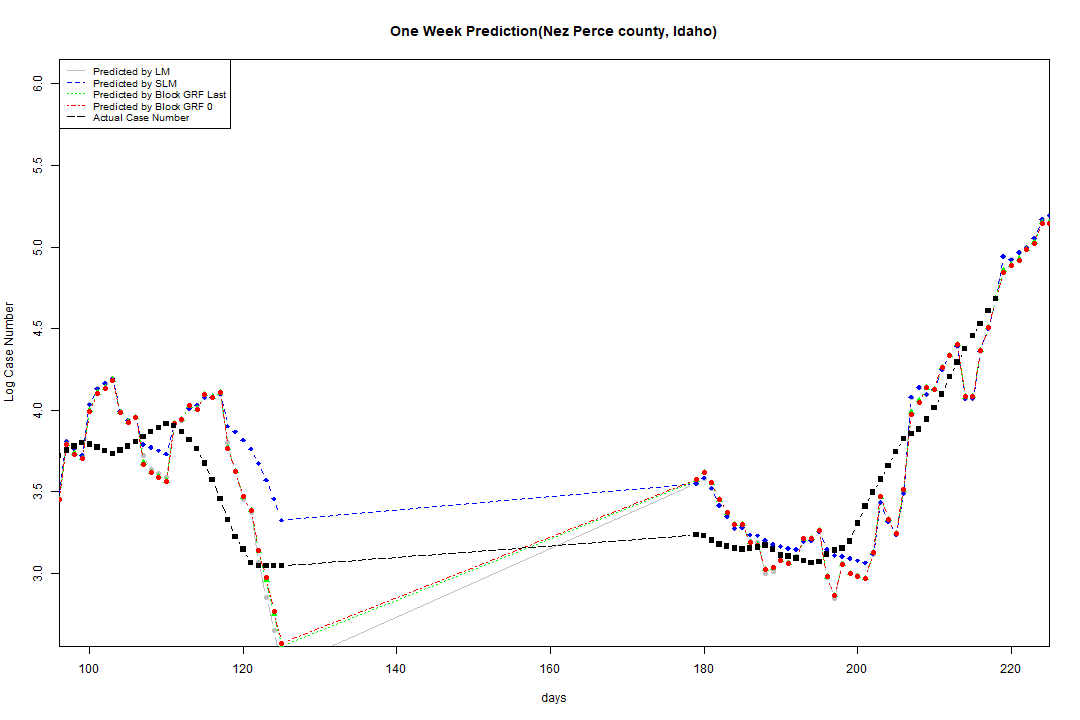 One Week Prediction(Nez Perce county, Idaho)
Predicted by LM
Predicted by SLM
Predicted by Block GRF Last
Predicted by Block GRF 0
Actual Case Number
6.0
5.5
5.0
4.5
4.0
3.5
3.0
Log Case Number
100 120 140 160 180 200 220
days